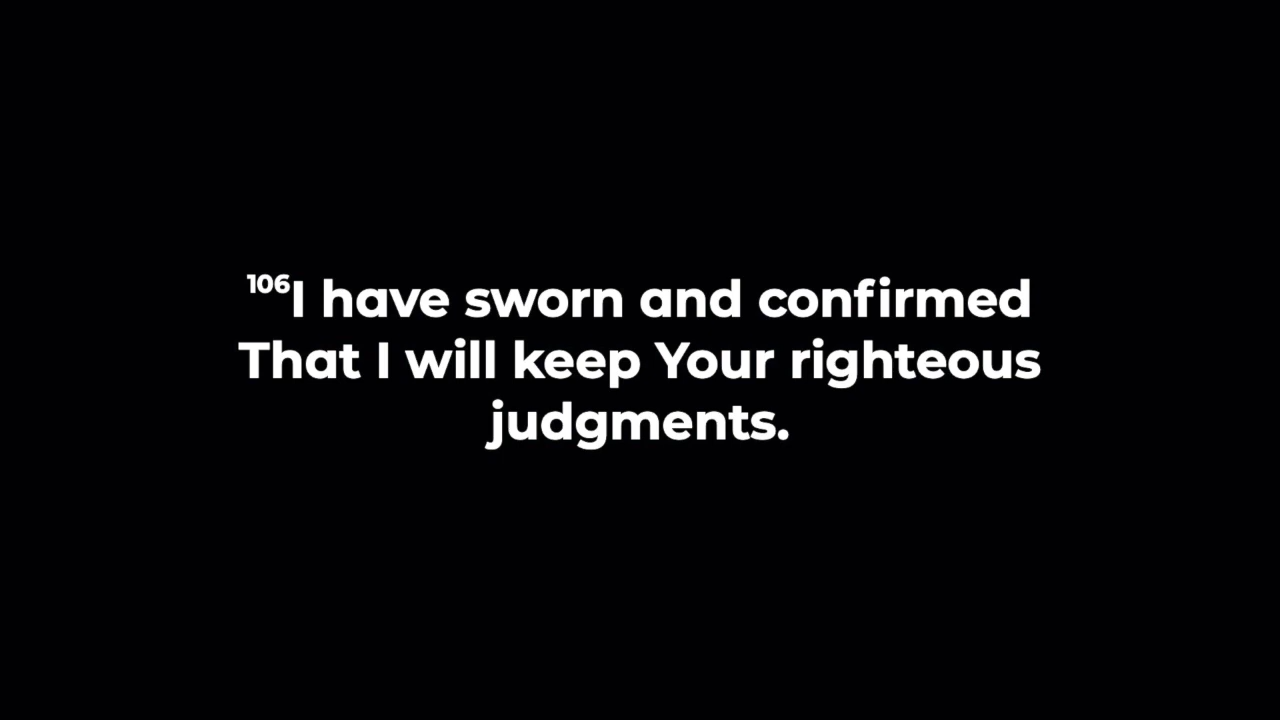 ¹⁰⁶I have sworn and confirmed
That I will keep Your righteous
judgments.